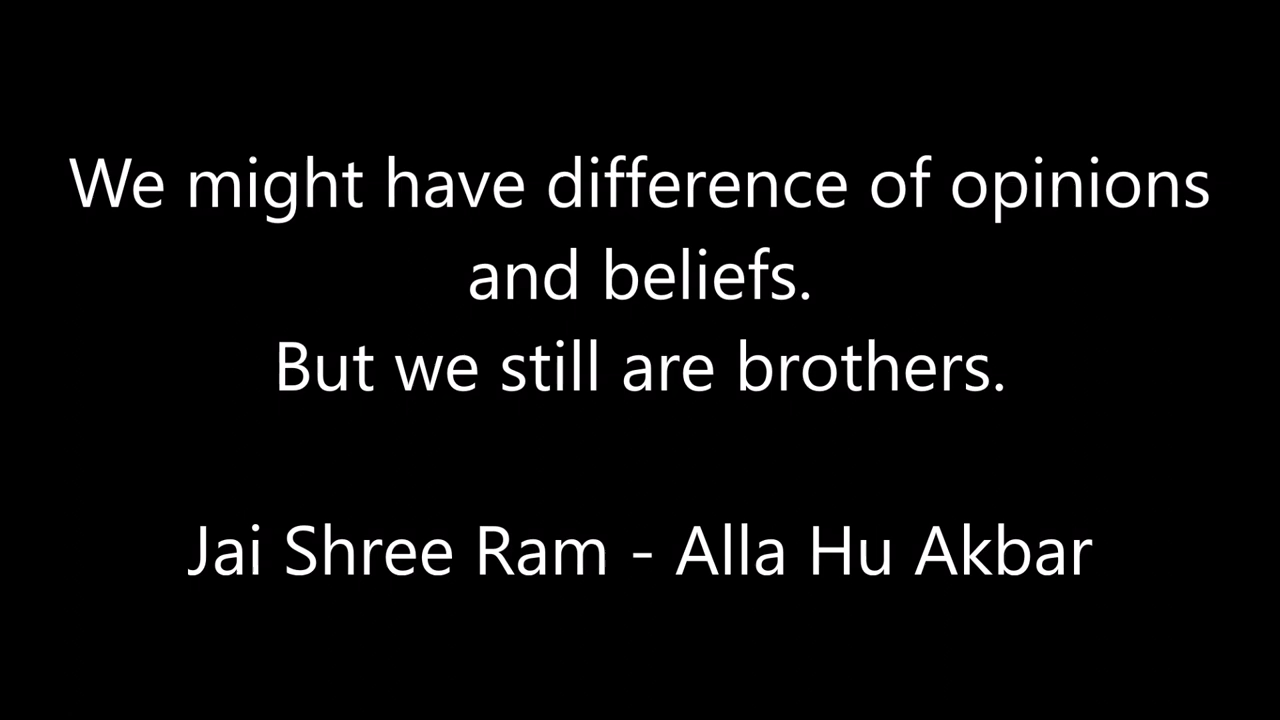 We might have difference of opinions
and beliefs.
But we still are brothers.
Jai Shree Ram - Alla Hu Akbar